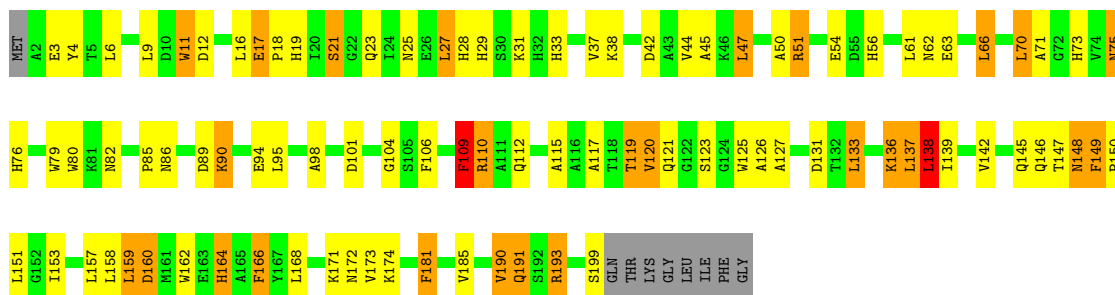 MET A2 E3 Y4 T5 L6 L9 D10 W11 D12 L16 E17 P18 H19 I20 S21 G22 Q23 I24 N25 E26 L27 H28 H29 S30 K31 H32 H33 V37 K38 D42 A43 V44 A45 K46 L47 A50 R51 E54 D55 H56 L61 N62 E63 L66 L70 A71 G72 H73 V74 N75
H76 W79 W80 K81 N82 P85 N86 D89 K90 E94 L95 A98 D101 G104 S105 F106 F109 R110 A111 Q112 A115 A116 A117 T118 T119 V120 Q121 G122 S123 G124 W125 A126 A127 D131 T132 L133 K136 L137 L138 I139 V142 Q145 Q146 T147 N148 F149
L151 G152 I153 L157 L158 L159 D160 M161 W162 E163 H164 A165 F166 Y167 L168 K171 N172 V173 K174 F181 V185 V190 Q191 S192 R193 S199 GLN THR LYS GLY LEU ILE PHE GLY